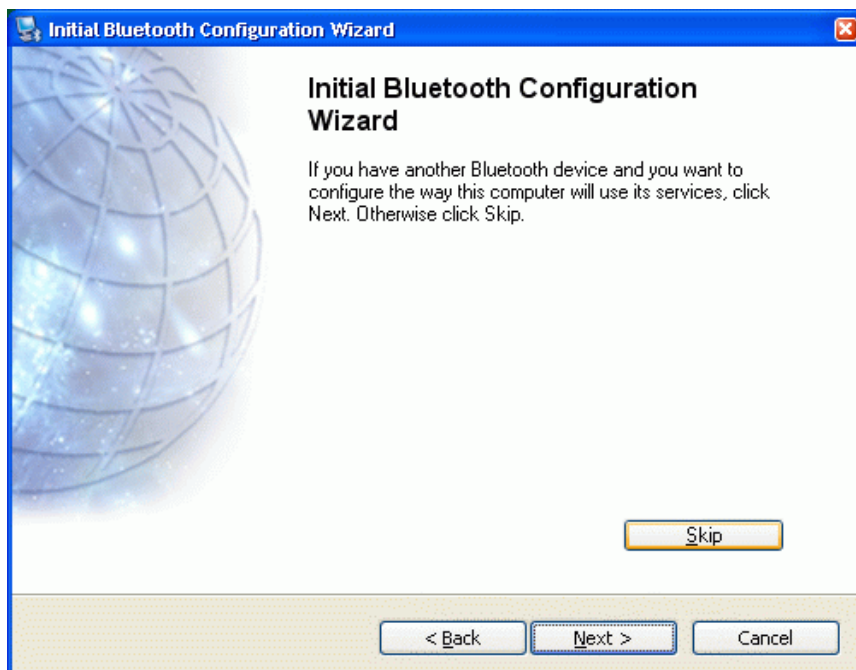 Initial Bluetooth Configuration Wizard
Initial Bluetooth Configuration
Wizard
If you have another Bluetooth device and you want to
configure the way this computer will use its services, click
Next. Otherwise click Skip.
Skip
< Back
Next >
Cancel